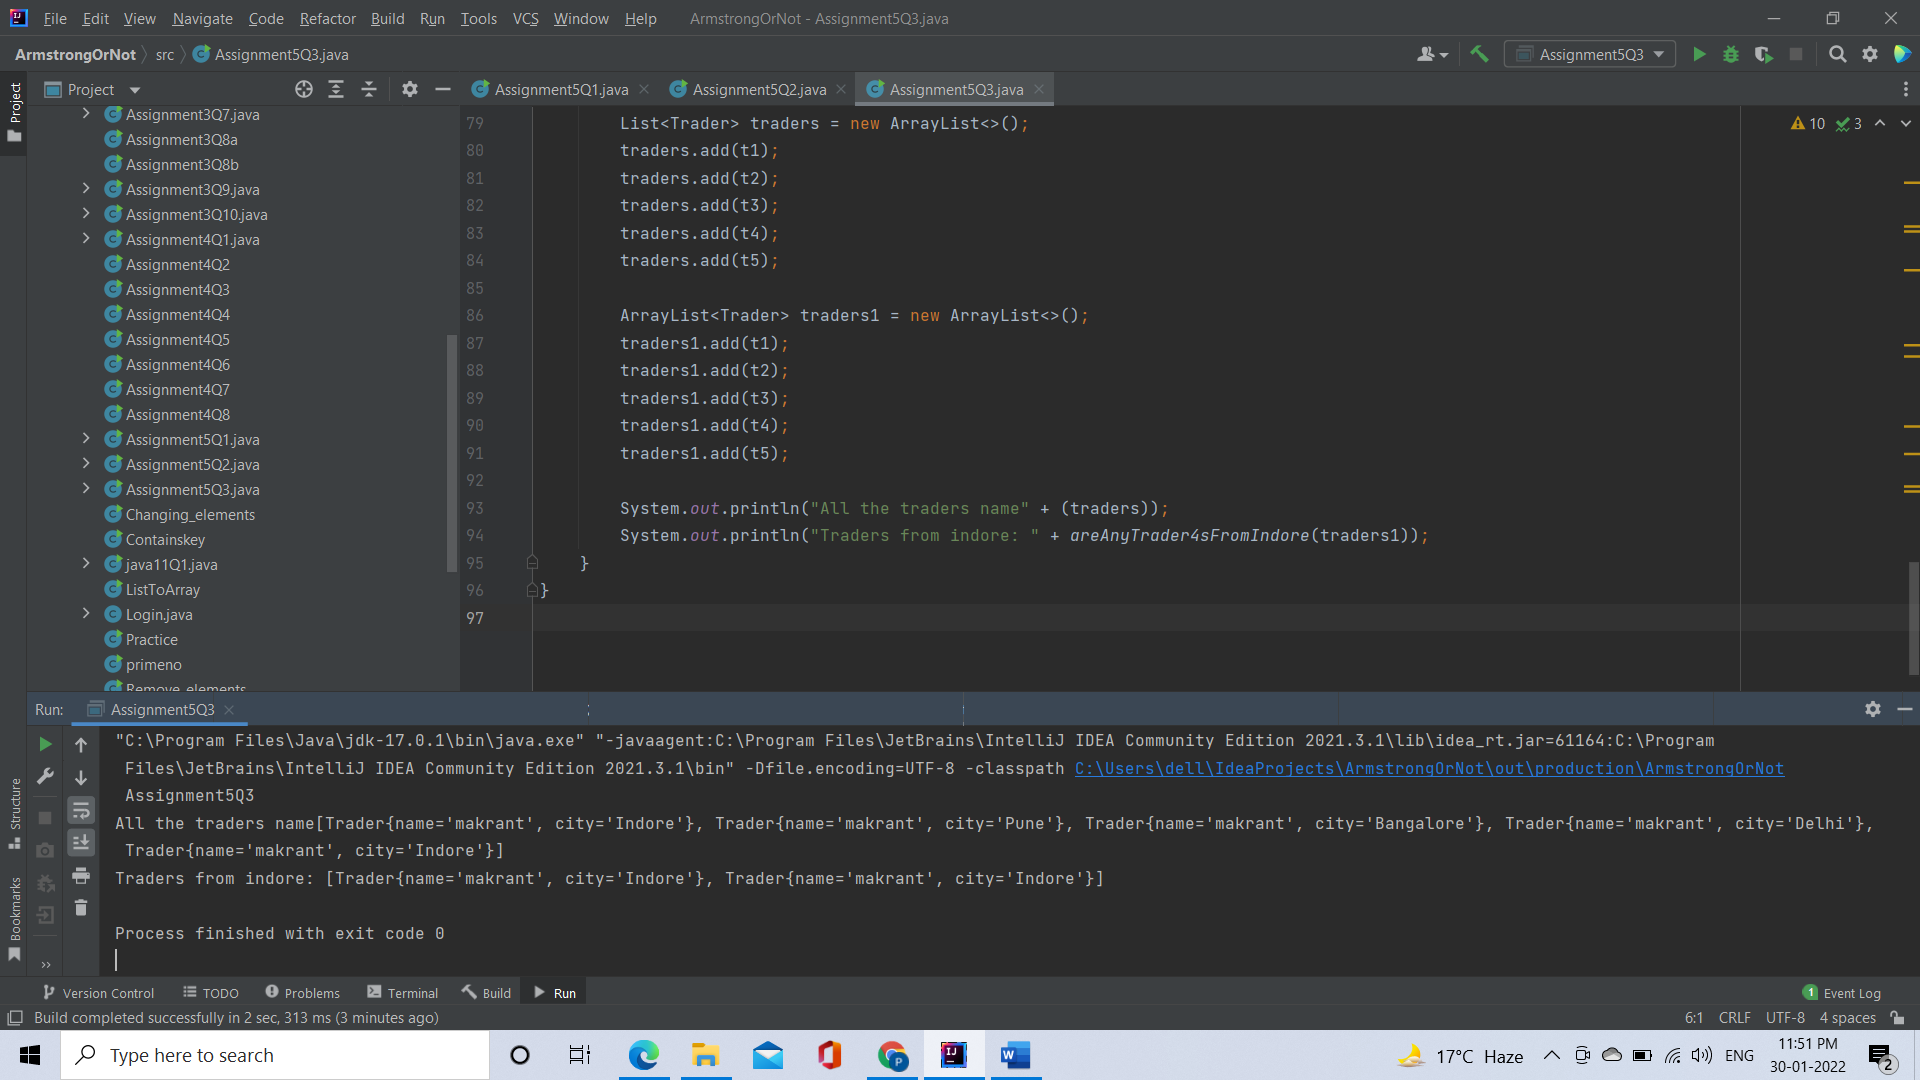 File Edit View Navigate Code Refactor Build Run Tools VCS Window Help ArmstrongOrNot - Assignment5Q3.java
ArmstrongOrNot src Assignment5Q3.java Assignment5Q3
Project Assignment5Q1.java Assignment5Q2.java Assignment5Q3.java
Project
Assignment3Q7.java
Assignment3Q8a
Assignment3Q8b
Assignment3Q9.java
Assignment3Q10.java
Assignment4Q1.java
Assignment4Q2
Assignment4Q3
Assignment4Q4
Assignment4Q5
Assignment4Q6
Assignment4Q7
Assignment4Q8
Assignment5Q1.java
Assignment5Q2.java
Assignment5Q3.java
Changing_elements
Containskey
java11Q1.java
ListToArray
Login.java
Practice
primeno
Remove_elements
79 List<Trader> traders = new ArrayList<>();
10 3
80 traders.add(t1);
81 traders.add(t2);
82 traders.add(t3);
83 traders.add(t4);
84 traders.add(t5);
85
86 ArrayList<Trader> traders1 = new ArrayList<>();
87 traders1.add(t1);
88 traders1.add(t2);
89 traders1.add(t3);
90 traders1.add(t4);
91 traders1.add(t5);
92
93 System.out.println("All the traders name" + (traders));
94 System.out.println("Traders from indore: " + areAnyTrader4sFromIndore(traders1));
95 }
96 }
97
Run: Assignment5Q3
"C:\Program Files\Java\jdk-17.0.1\bin\java.exe" "-javaagent:C:\Program Files\JetBrains\IntelliJ IDEA Community Edition 2021.3.1\lib\idea_rt.jar=61164:C:\Program
Files\JetBrains\IntelliJ IDEA Community Edition 2021.3.1\bin" -Dfile.encoding=UTF-8 -classpath C:\Users\dell\IdeaProjects\ArmstrongOrNot\out\production\ArmstrongOrNot
Assignment5Q3
All the traders name[Trader{name='makrant', city='Indore'}, Trader{name='makrant', city='Pune'}, Trader{name='makrant', city='Bangalore'}, Trader{name='makrant', city='Delhi'},
Trader{name='makrant', city='Indore'}]
Traders from indore: [Trader{name='makrant', city='Indore'}, Trader{name='makrant', city='Indore'}]
Process finished with exit code 0
Structure
Bookmarks
Version Control TODO Problems Terminal Build Run 1 Event Log
Build completed successfully in 2 sec, 313 ms (3 minutes ago) 6:1 CRLF UTF-8 4 spaces
Type here to search 17°C Haze ENG 11:51 PM
30-01-2022 2